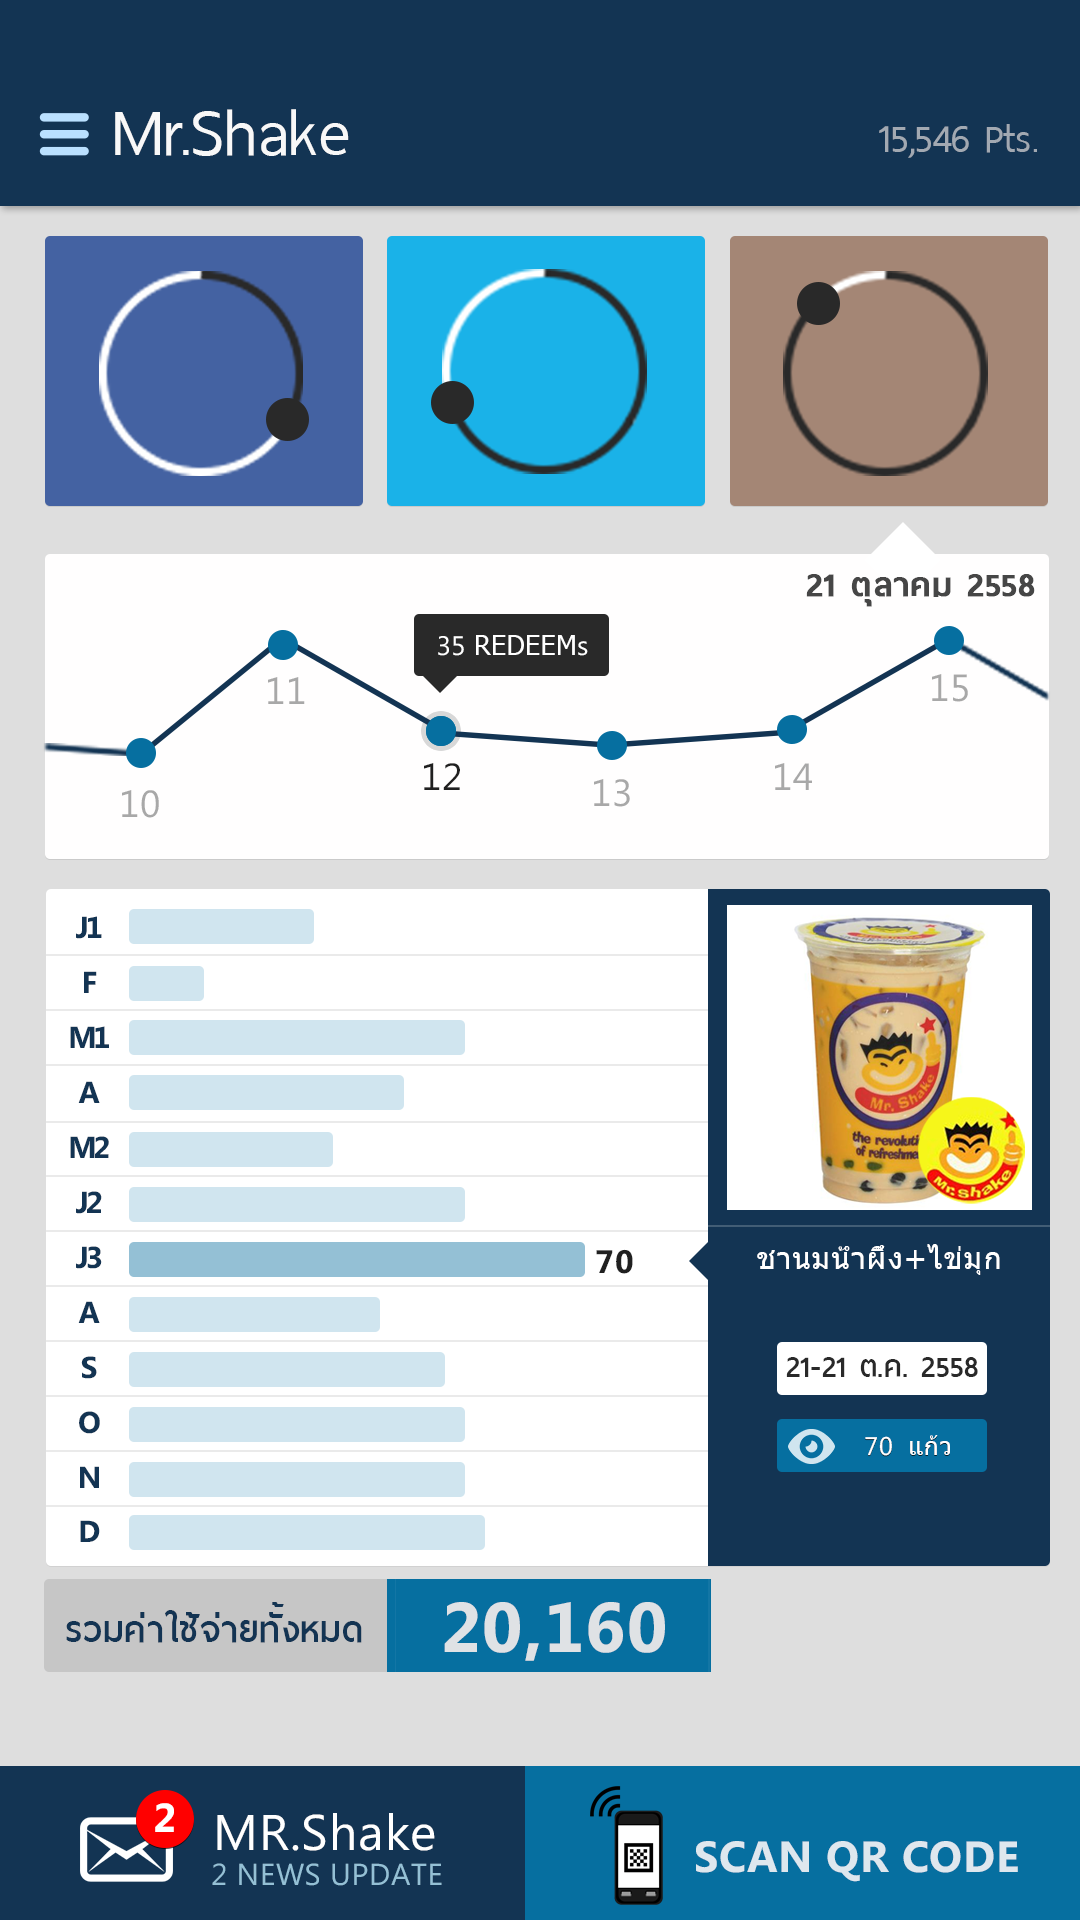 Mr.Shake
15,546 Pts.
21 ตุลาคม 2558
35 REDEEMs
11
15
12
14
13
10
J1
F
M1
A
M2
J2
J3 70
A
S
O
N
D
Mr. Shake
the revoluti
of refreshme
Mr.shake
ชานมน้ำผึ้ง+ไข่มุก
21-21 ต.ค. 2558
70 แก้ว
รวมค่าใช้จ่ายทั้งหมด
20,160
2
MR.Shake
2 NEWS UPDATE
SCAN QR CODE